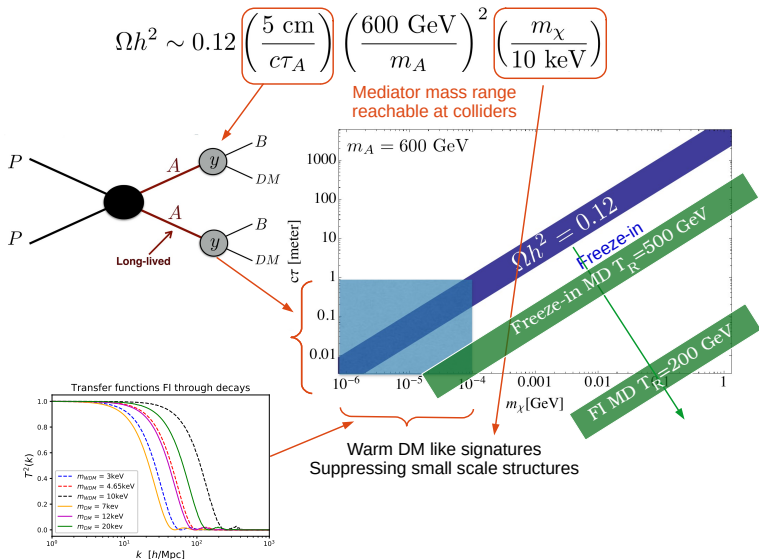 Ωh² ∼ 0.12 (5 cm / cτ_A) (600 GeV / m_A)² (m_χ / 10 keV)
Mediator mass range
reachable at colliders
P
P
A
A
y
y
B
DM
B
DM
Long-lived
m_A = 600 GeV
cτ [meter]
1000
100
10
1
0.1
0.01
10⁻⁶
10⁻⁵
10⁻⁴
0.001
0.01
0.1
1
m_χ[GeV]
Ωh² = 0.12
Freeze-in
Freeze-in MD T_R=500 GeV
FI MD T_R=200 GeV
Warm DM like signatures
Suppressing small scale structures
Transfer functions FI through decays
T²(k)
1.0
0.8
0.6
0.4
0.2
0.0
m_WDM = 3keV
m_WDM = 4.65keV
m_WDM = 10keV
m_DM = 7kev
m_DM = 12keV
m_DM = 20kev
10⁰
10¹
10²
10³
k [h/Mpc]